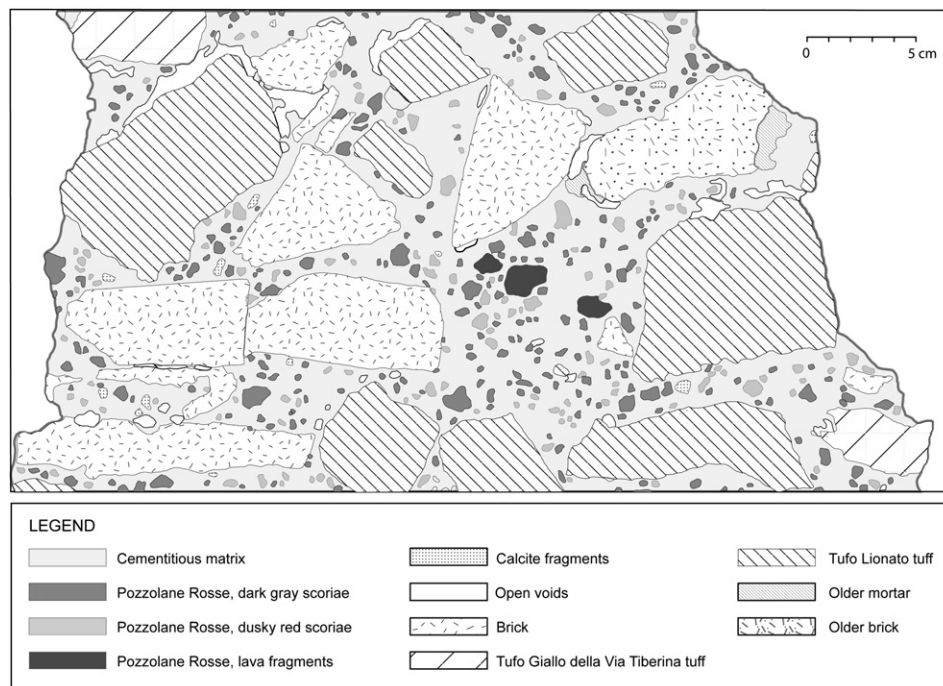 0 5 cm
LEGEND
Cementitious matrix
Pozzolane Rosse, dark gray scoriae
Pozzolane Rosse, dusky red scoriae
Pozzolane Rosse, lava fragments
Calcite fragments
Open voids
Brick
Tufo Giallo della Via Tiberina tuff
Tufo Lionato tuff
Older mortar
Older brick